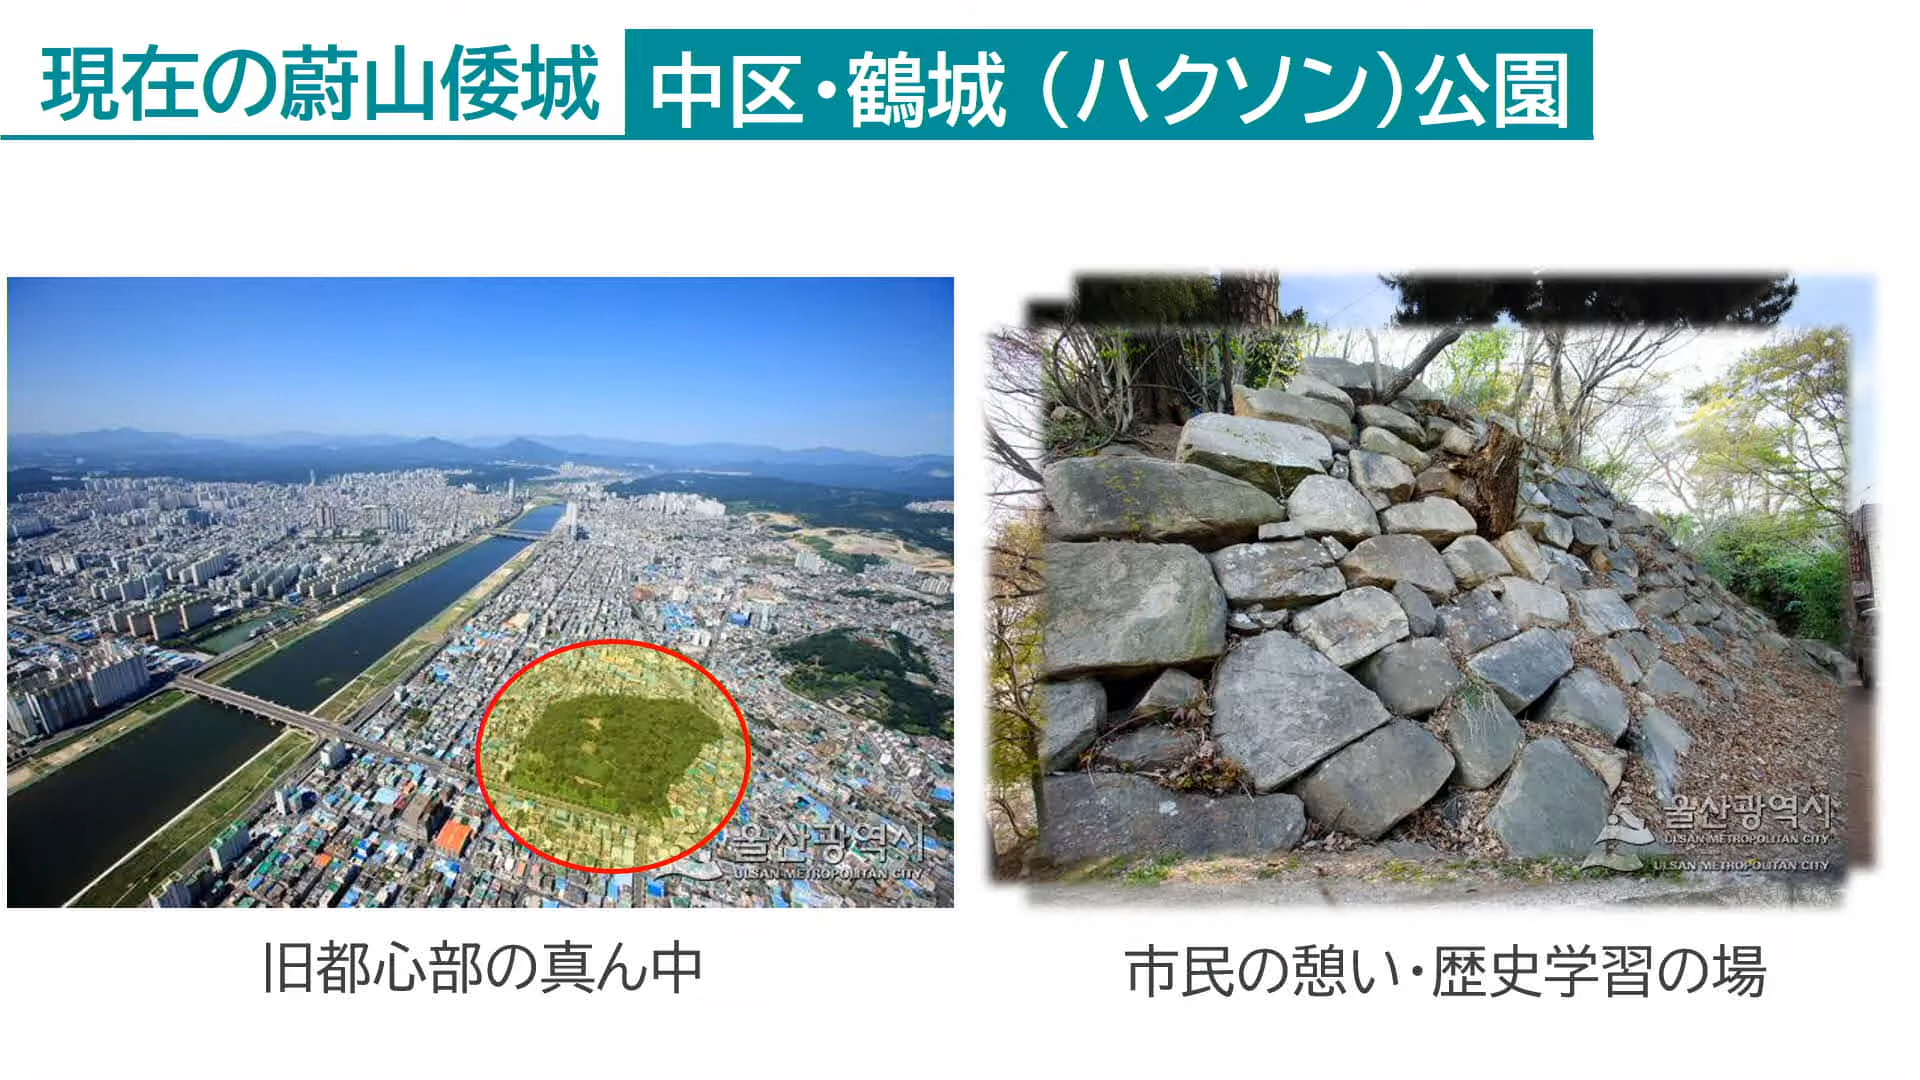 現在の蔚山倭城
中区・鶴城（ハクソン）公園
울산광역시
ULSAN METROPOLITAN CITY
울산광역시
ULSAN METROPOLITAN CITY
ULSAN METROPOLITAN CITY
旧都心部の真ん中
市民の憩い・歴史学習の場